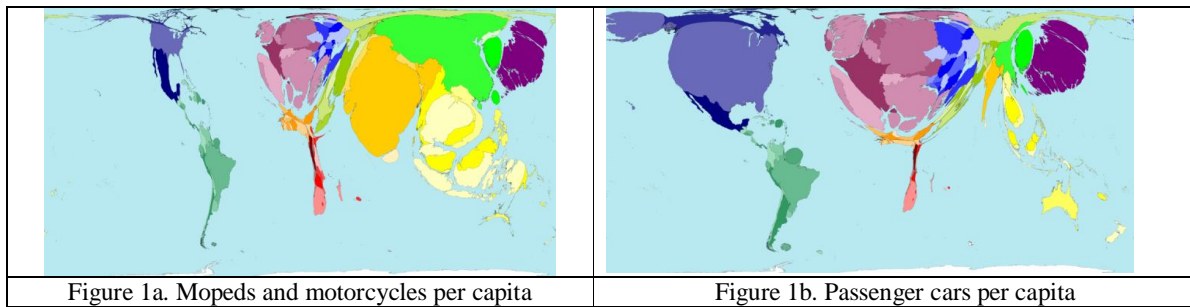 Figure 1a. Mopeds and motorcycles per capita
Figure 1b. Passenger cars per capita